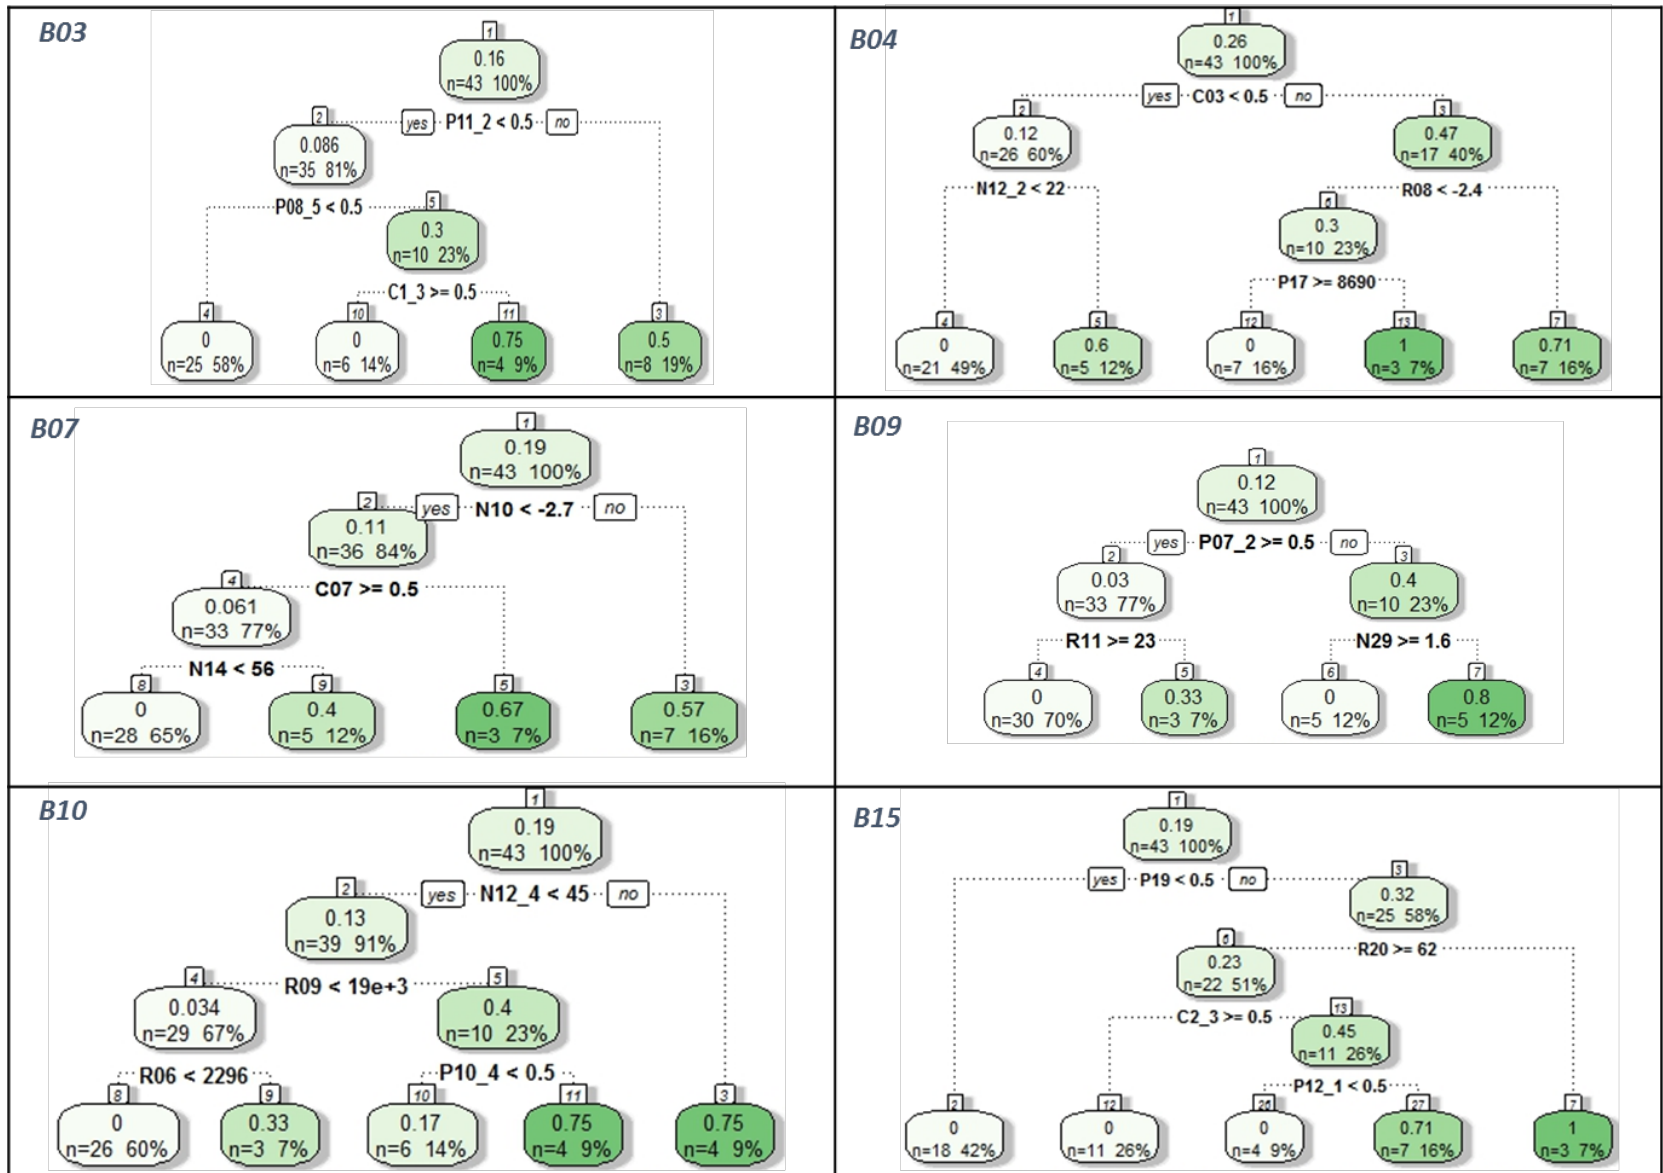 B03
1
0.16
n=43 100%
yes P11_2 < 0.5 no
2
0.086
n=35 81%
P08_5 < 0.5
5
0.3
n=10 23%
C1_3 >= 0.5
4
0
n=25 58%
10
0
n=6 14%
11
0.75
n=4 9%
3
0.5
n=8 19%
B04
1
0.26
n=43 100%
yes C03 < 0.5 no
2
0.12
n=26 60%
3
0.47
n=17 40%
N12_2 < 22
R08 < -2.4
6
0.3
n=10 23%
P17 >= 8690
4
0
n=21 49%
5
0.6
n=5 12%
12
0
n=7 16%
13
1
n=3 7%
7
0.71
n=7 16%
B07
1
0.19
n=43 100%
yes N10 < -2.7 no
2
0.11
n=36 84%
C07 >= 0.5
4
0.061
n=33 77%
N14 < 56
8
0
n=28 65%
9
0.4
n=5 12%
5
0.67
n=3 7%
3
0.57
n=7 16%
B09
1
0.12
n=43 100%
yes P07_2 >= 0.5 no
2
0.03
n=33 77%
3
0.4
n=10 23%
R11 >= 23
N29 >= 1.6
4
0
n=30 70%
5
0.33
n=3 7%
6
0
n=5 12%
7
0.8
n=5 12%
B10
1
0.19
n=43 100%
yes N12_4 < 45 no
2
0.13
n=39 91%
R09 < 19e+3
4
0.034
n=29 67%
5
0.4
n=10 23%
R06 < 2296
P10_4 < 0.5
8
0
n=26 60%
9
0.33
n=3 7%
10
0.17
n=6 14%
11
0.75
n=4 9%
3
0.75
n=4 9%
B15
1
0.19
n=43 100%
yes P19 < 0.5 no
3
0.32
n=25 58%
R20 >= 62
6
0.23
n=22 51%
C2_3 >= 0.5
13
0.45
n=11 26%
P12_1 < 0.5
2
0
n=18 42%
12
0
n=11 26%
26
0
n=4 9%
27
0.71
n=7 16%
7
1
n=3 7%